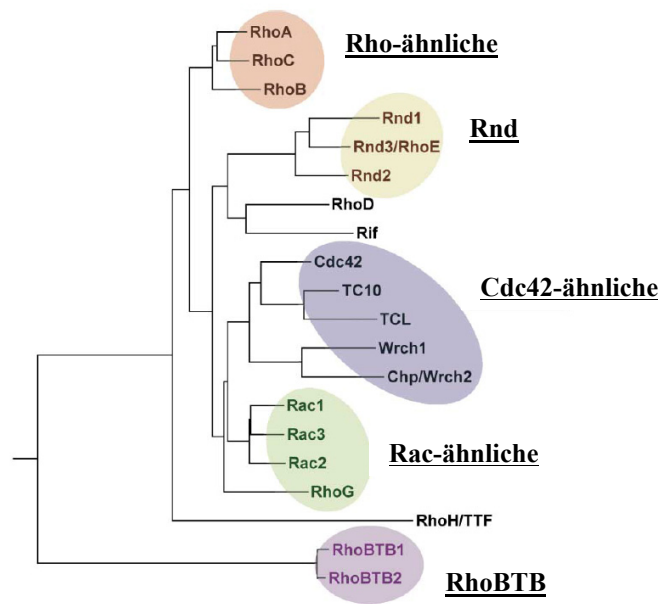 RhoA
Rho-ähnliche
RhoC
RhoB
Rnd1
Rnd
Rnd3/RhoE
Rnd2
RhoD
Rif
Cdc42
Cdc42-ähnliche
TC10
TCL
Wrch1
Chp/Wrch2
Rac1
Rac3
Rac-ähnliche
Rac2
RhoG
RhoH/TTF
RhoBTB1
RhoBTB2
RhoBTB